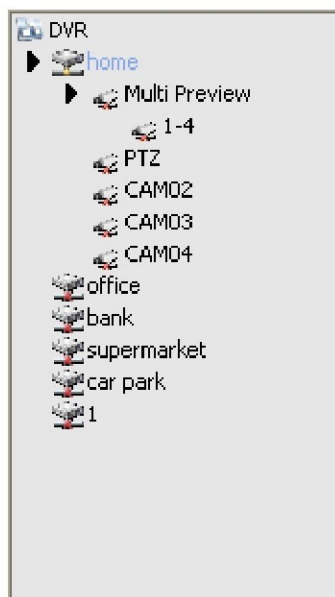 DVR
home
Multi Preview
1-4
PTZ
CAM02
CAM03
CAM04
office
bank
supermarket
car park
1